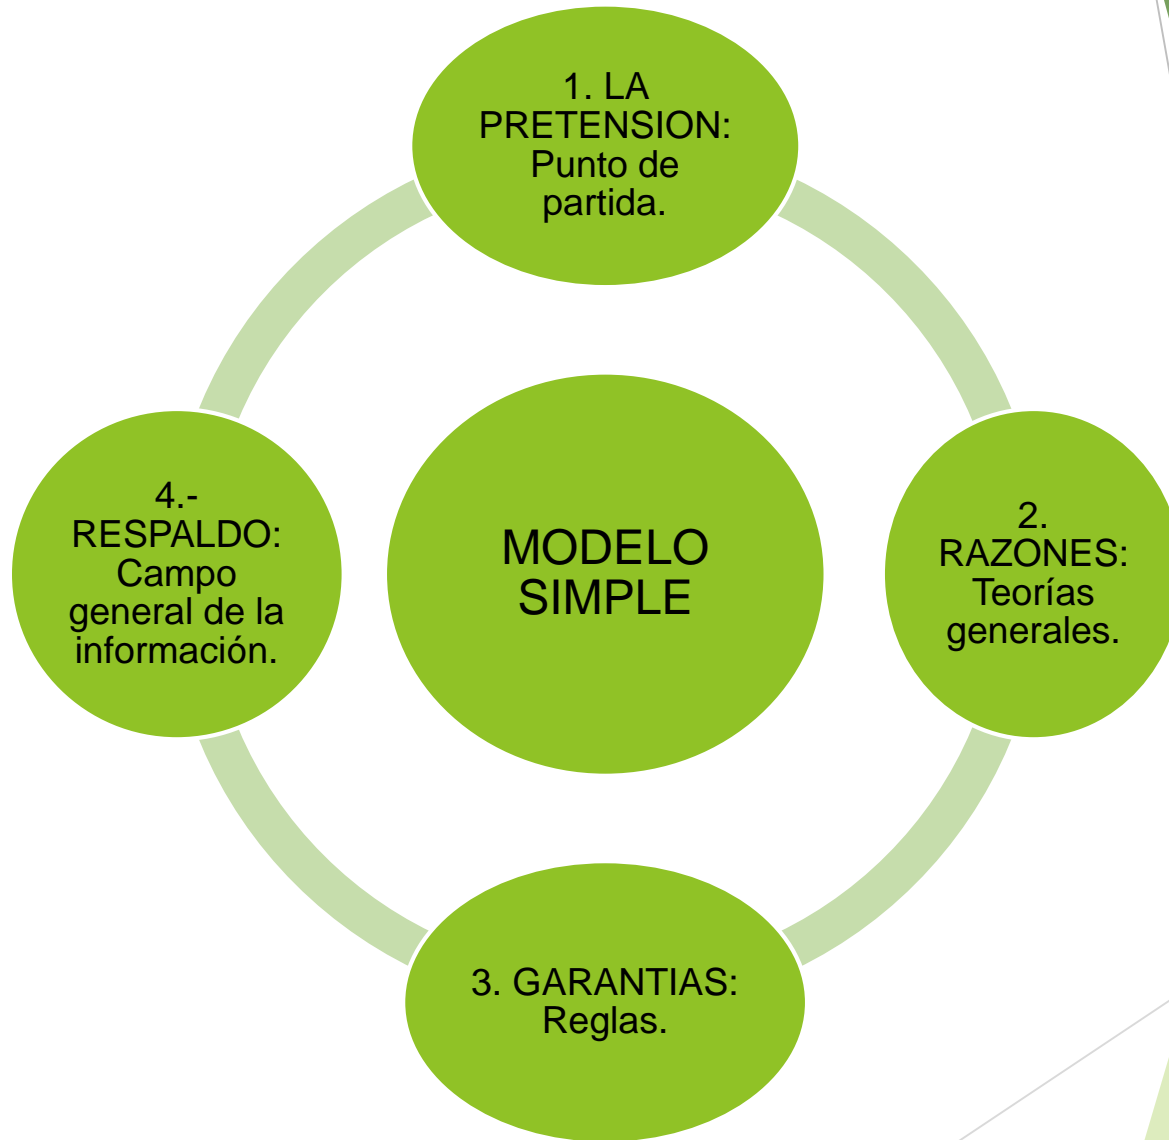 1. LA
PRETENSION:
Punto de
partida.
2.
RAZONES:
Teorías
generales.
3. GARANTIAS:
Reglas.
4.-
RESPALDO:
Campo
general de la
información.
MODELO
SIMPLE